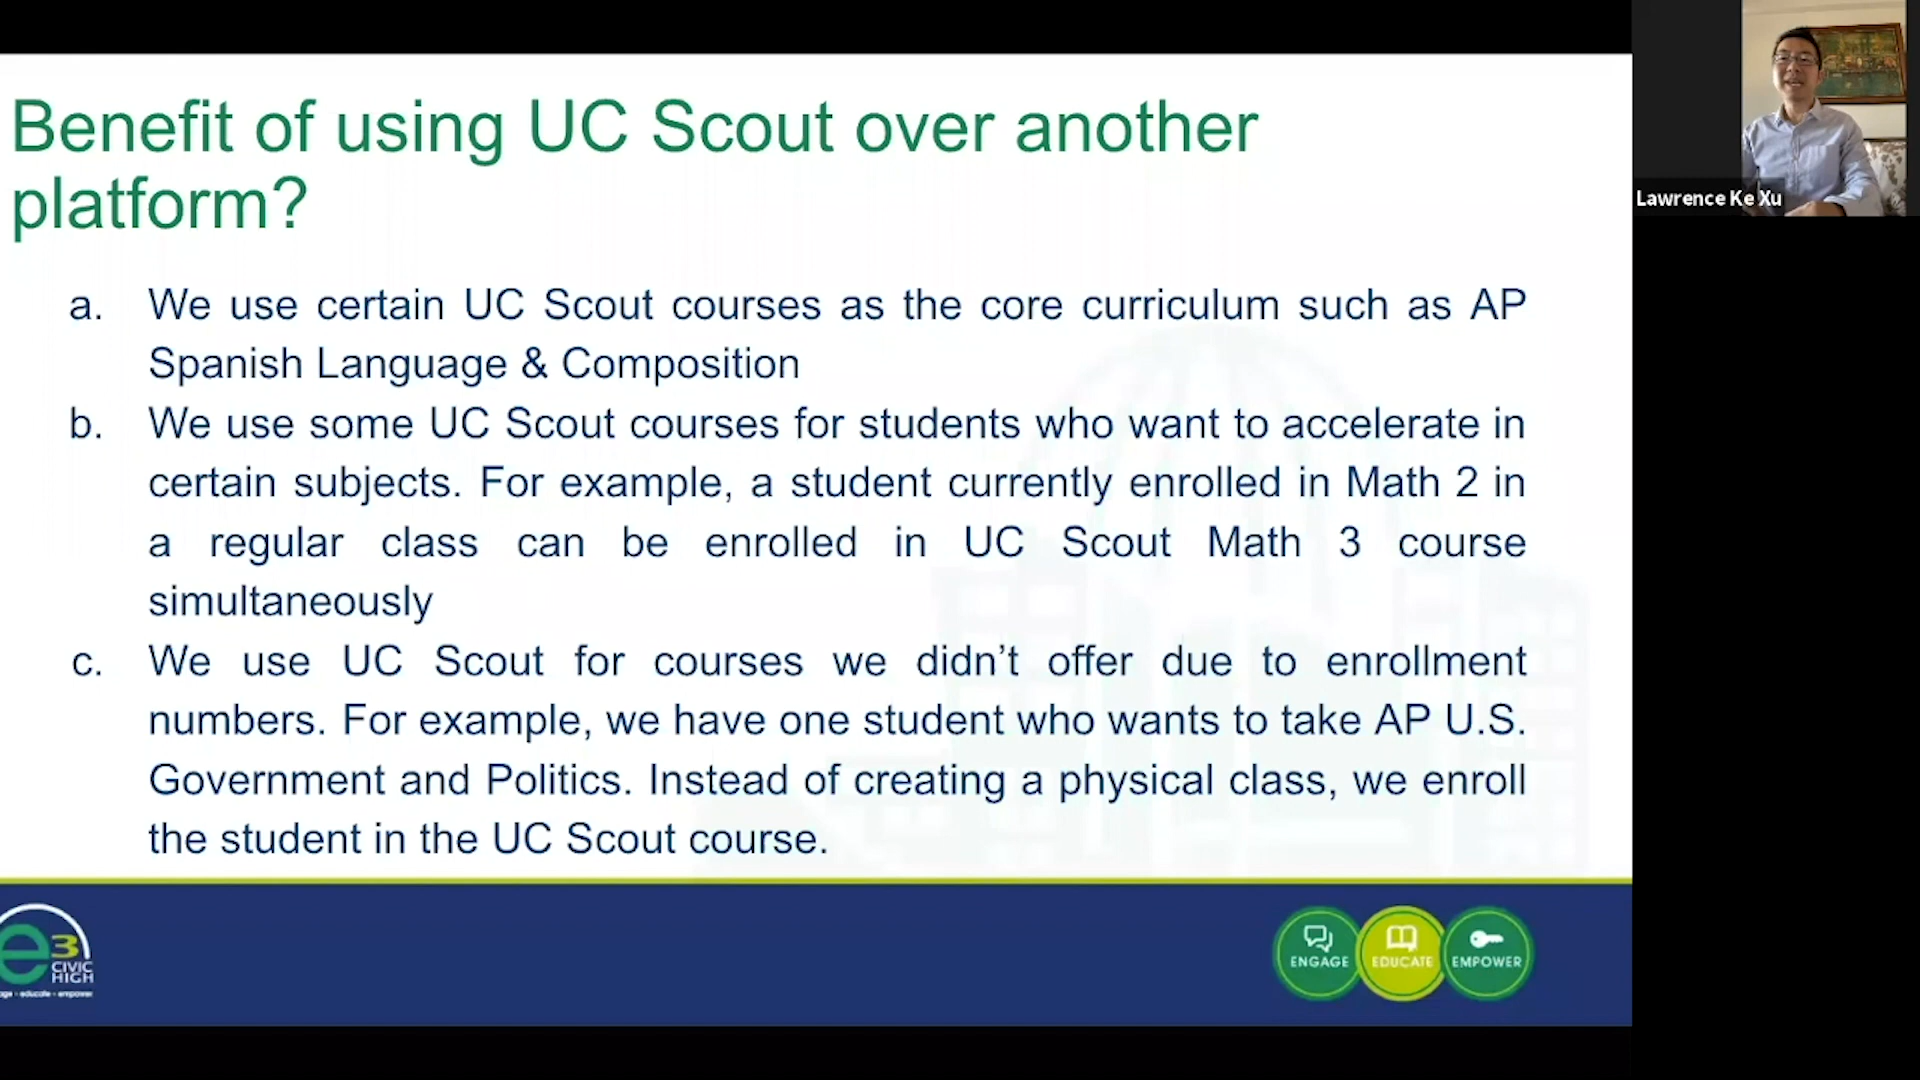 Benefit of using UC Scout over another
platform?
a. We use certain UC Scout courses as the core curriculum such as AP
Spanish Language & Composition
b. We use some UC Scout courses for students who want to accelerate in
certain subjects. For example, a student currently enrolled in Math 2 in
a regular class can be enrolled in UC Scout Math 3 course
simultaneously
c. We use UC Scout for courses we didn't offer due to enrollment
numbers. For example, we have one student who wants to take AP U.S.
Government and Politics. Instead of creating a physical class, we enroll
the student in the UC Scout course.
Lawrence Ke Xu
e3
CIVIC
HIGH
educate - empower
ENGAGE
EDUCATE
EMPOWER